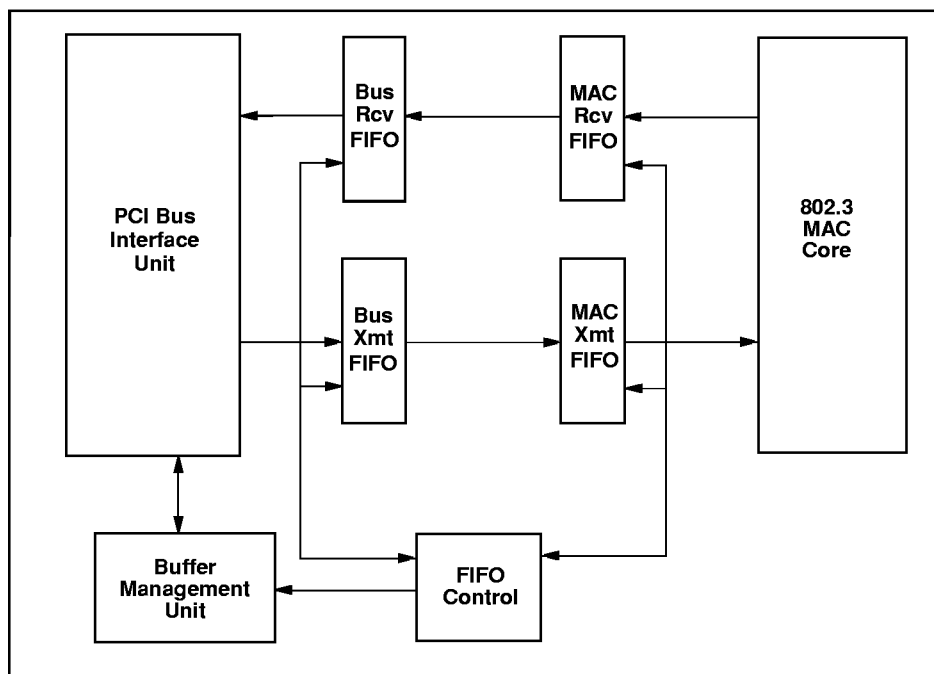 Bus
Rcv
FIFO
MAC
Rcv
FIFO
PCI Bus
Interface
Unit
802.3
MAC
Core
Bus
Xmt
FIFO
MAC
Xmt
FIFO
Buffer
Management
Unit
FIFO
Control